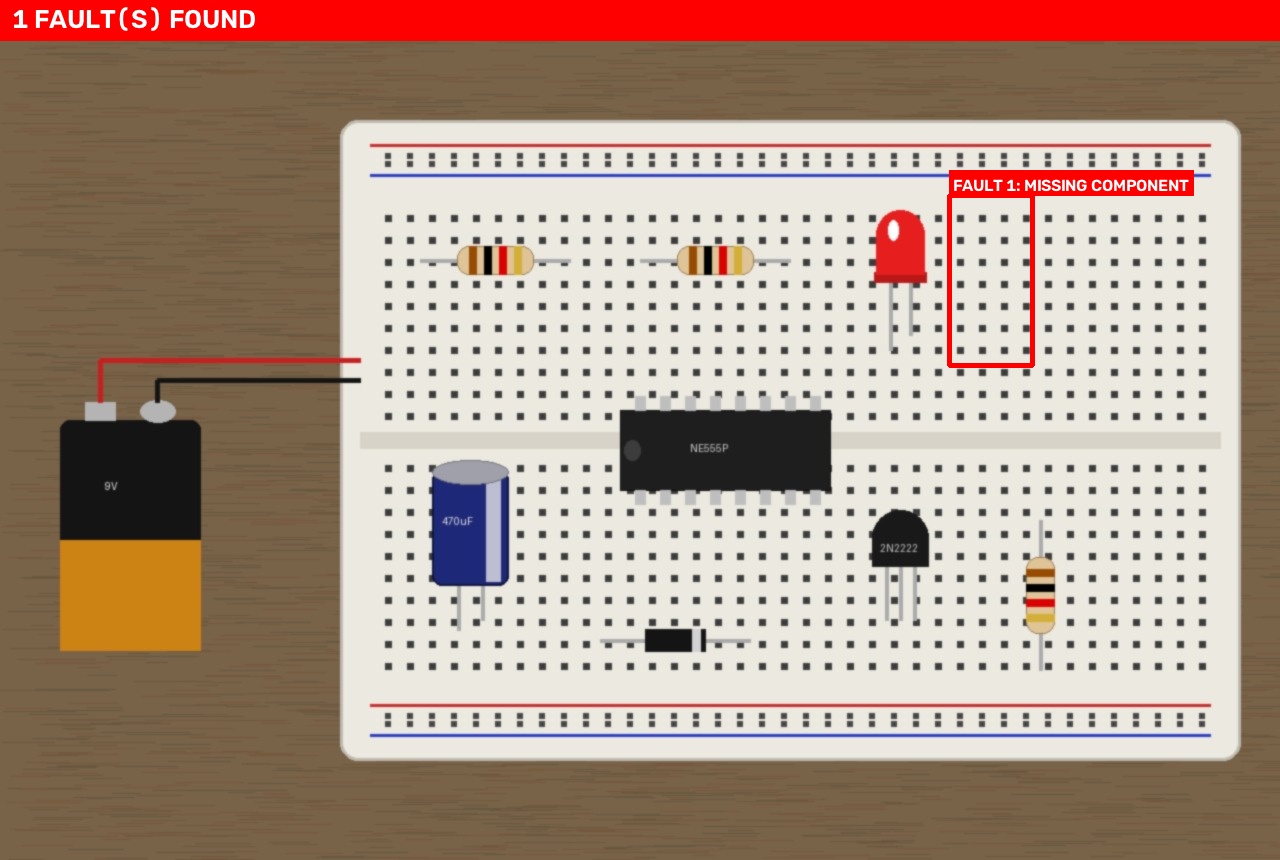 1 FAULT(S) FOUND
FAULT 1: MISSING COMPONENT
NE555P
9V
470uF
2N2222